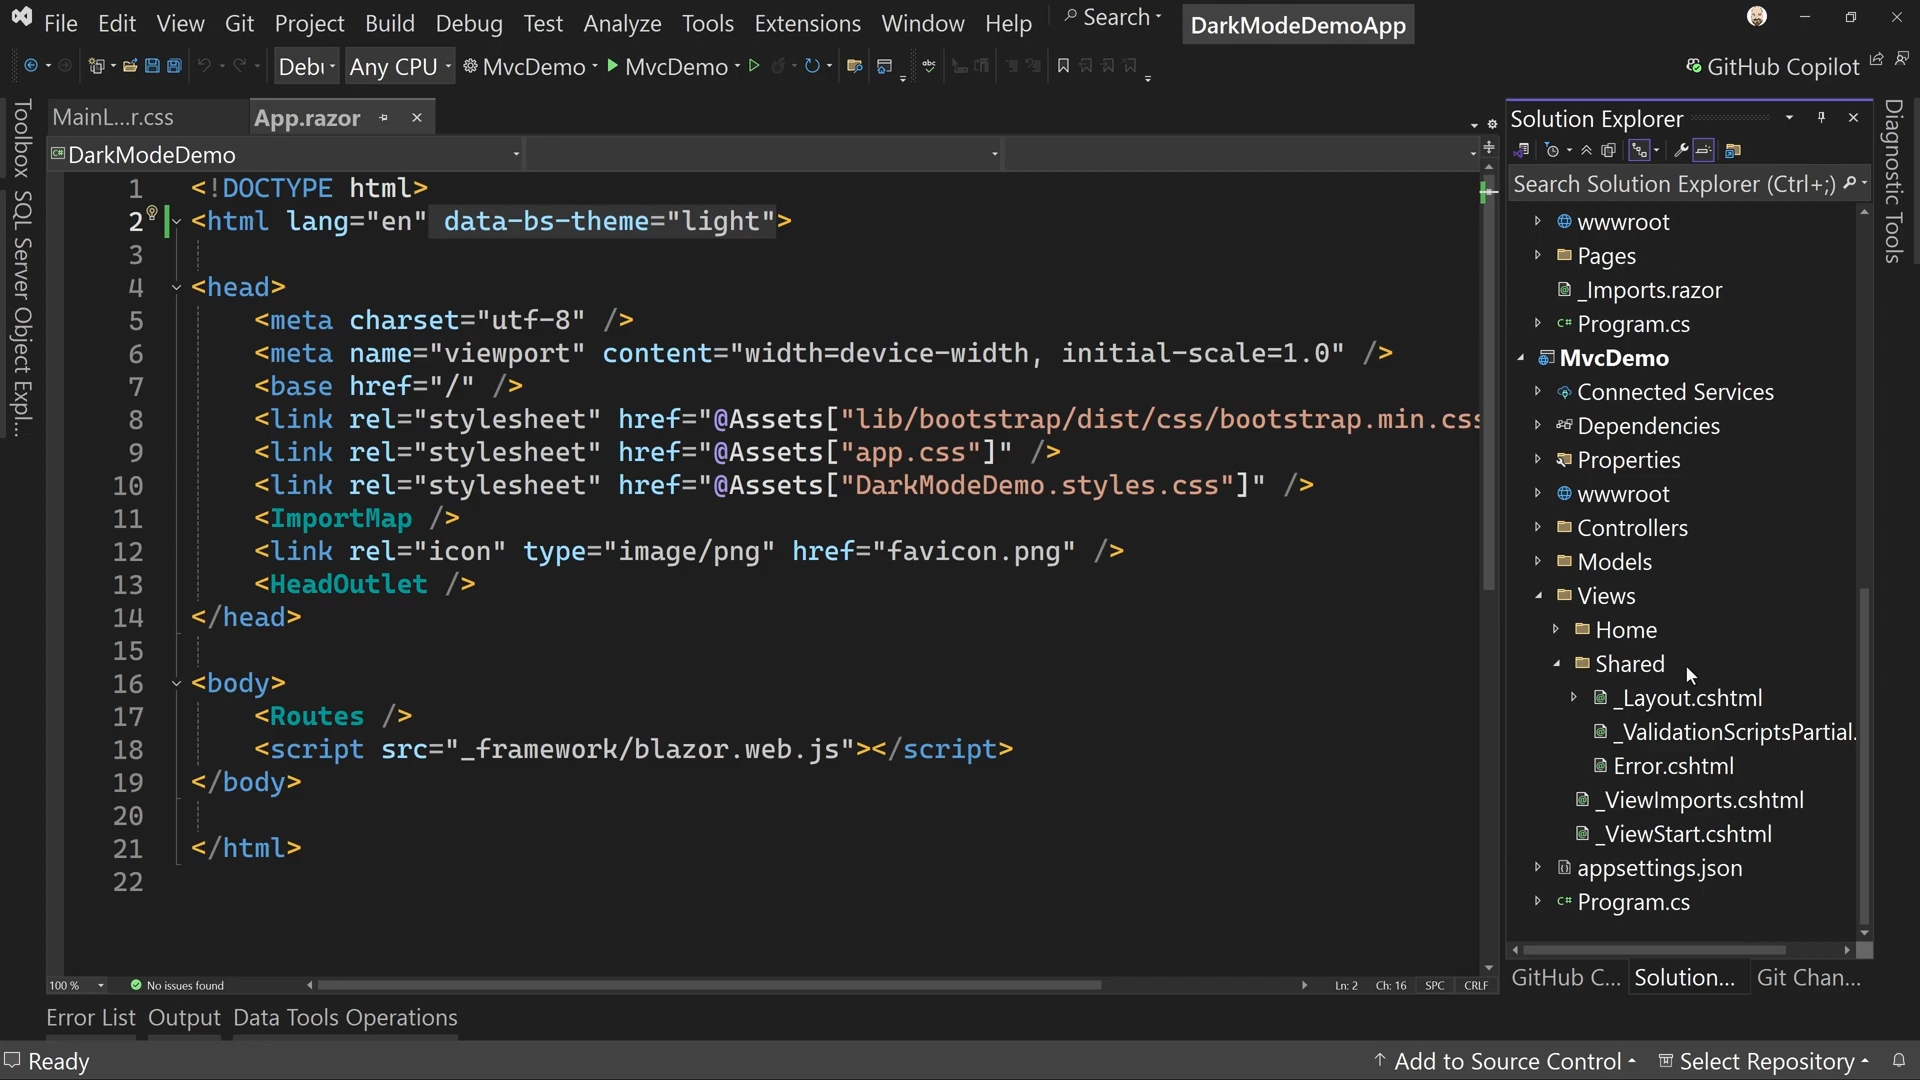 File Edit View Git Project Build Debug Test Analyze Tools Extensions Window Help Search DarkModeDemoApp
Debu Any CPU MvcDemo MvcDemo GitHub Copilot
MainL...r.css App.razor
DarkModeDemo
1 <!DOCTYPE html>
2 <html lang="en" data-bs-theme="light">
3
4 <head>
5 <meta charset="utf-8" />
6 <meta name="viewport" content="width=device-width, initial-scale=1.0" />
7 <base href="/" />
8 <link rel="stylesheet" href="@Assets["lib/bootstrap/dist/css/bootstrap.min.css
9 <link rel="stylesheet" href="@Assets["app.css"]" />
10 <link rel="stylesheet" href="@Assets["DarkModeDemo.styles.css"]" />
11 <ImportMap />
12 <link rel="icon" type="image/png" href="favicon.png" />
13 <HeadOutlet />
14 </head>
15
16 <body>
17 <Routes />
18 <script src="_framework/blazor.web.js"></script>
19 </body>
20
21 </html>
22
100 % No issues found Ln: 2 Ch: 16 SPC CRLF
Toolbox
SQL Server Object Expl...
Solution Explorer
Search Solution Explorer (Ctrl+;)
wwwroot
Pages
_Imports.razor
C# Program.cs
MvcDemo
Connected Services
Dependencies
Properties
wwwroot
Controllers
Models
Views
Home
Shared
_Layout.cshtml
_ValidationScriptsPartial.
Error.cshtml
_ViewImports.cshtml
_ViewStart.cshtml
appsettings.json
C# Program.cs
GitHub C... Solution... Git Chan...
Diagnostic Tools
Error List Output Data Tools Operations
Ready Add to Source Control Select Repository